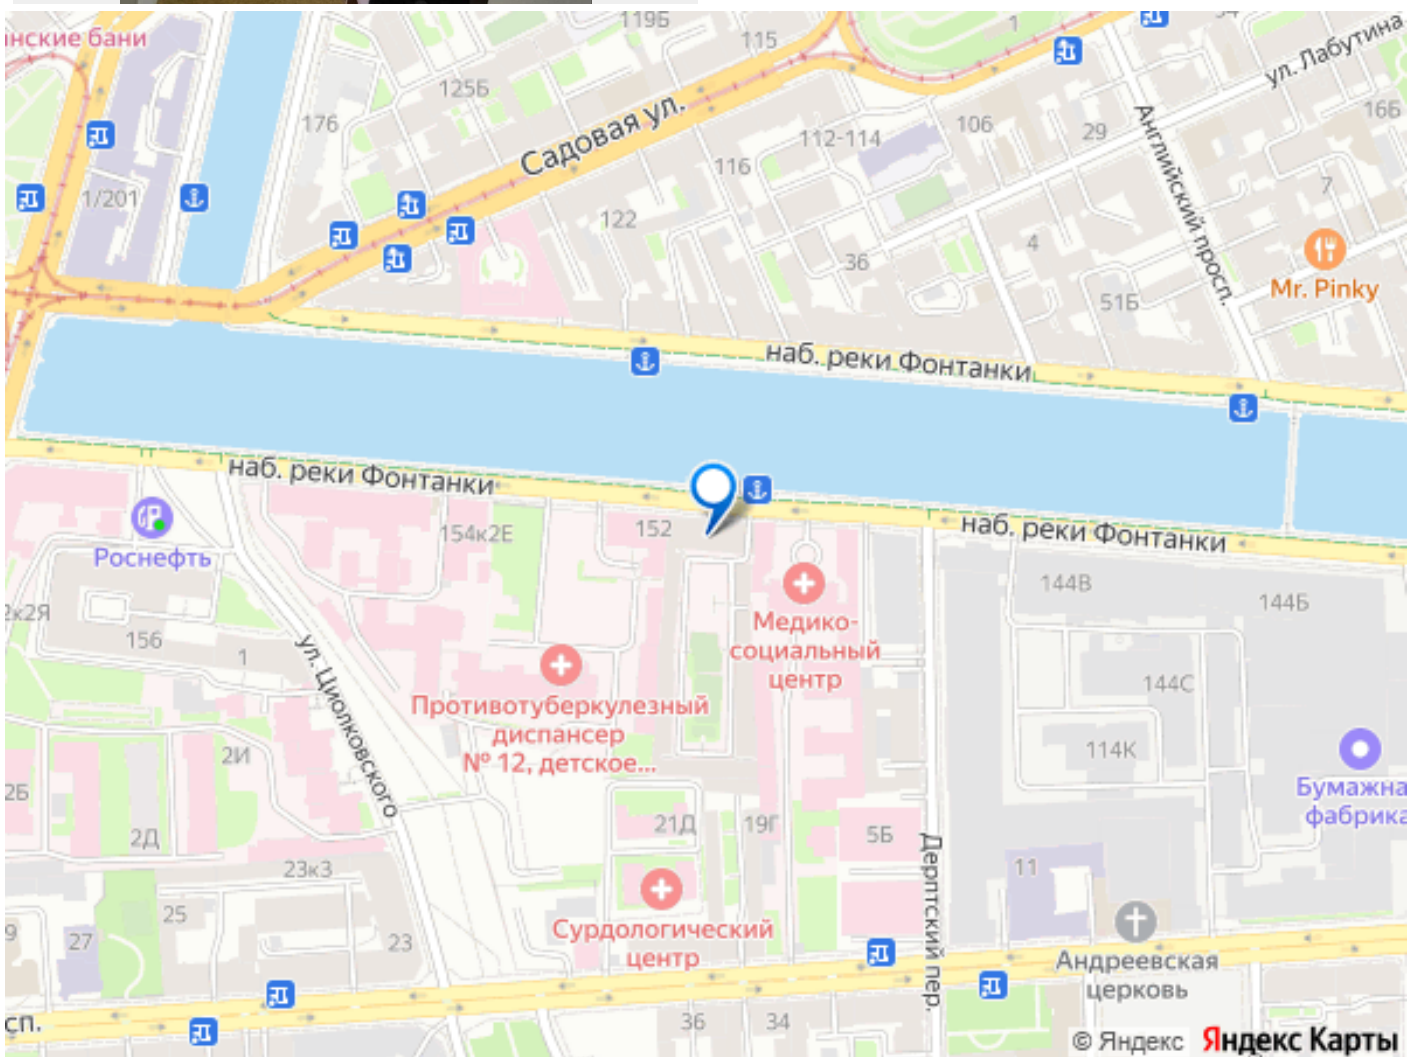 нские бани
119Б
115
1
ул. Лабутина
125Б
176
Садовая ул.
112-114
106
29
Английский просп.
16Б
116
7
1/201
122
36
4
51Б
Mr. Pinky
наб. реки Фонтанки
наб. реки Фонтанки
Роснефть
154к2Е
152
наб. реки Фонтанки
144В
144Б
2к2Я
156
1
ул. Циолковского
Медико-
социальный
центр
144С
Противотуберкулезный
диспансер
№ 12, детское...
2И
114К
2Б
Бумажна
фабрика
2Д
21Д
19Г
5Б
Дерптский пер.
23к3
11
25
9
27
23
Сурдологический
центр
Андреевская
церковь
сп.
36
34
© Яндекс Яндекс Карты